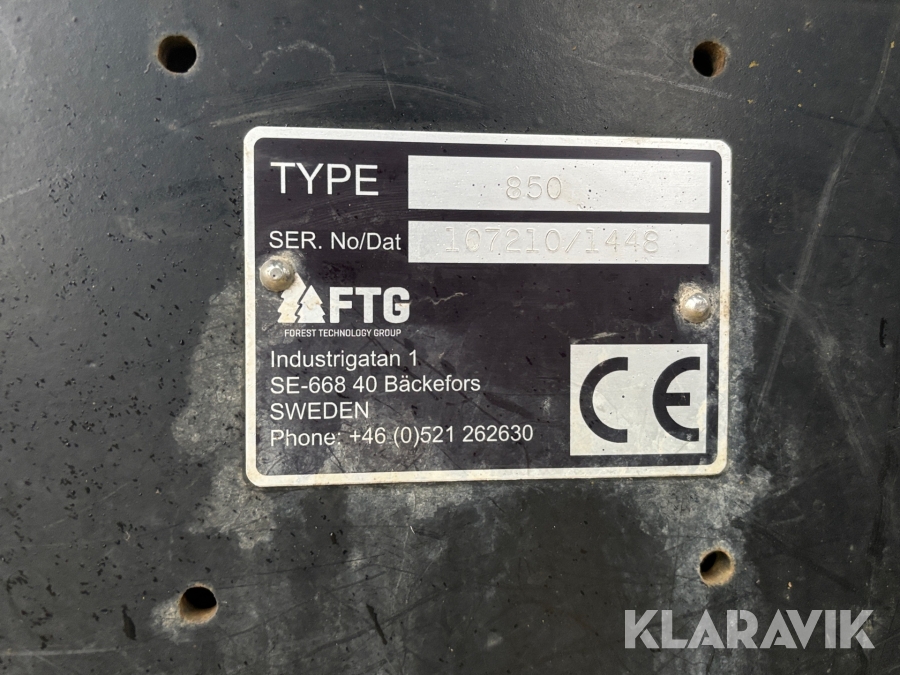 TYPE 850
SER. No/Dat 107210/1448
FTG
FOREST TECHNOLOGY GROUP
Industrigatan 1
SE-668 40 Bäckefors
SWEDEN
Phone: +46 (0)521 262630
CE
KLARAVIK